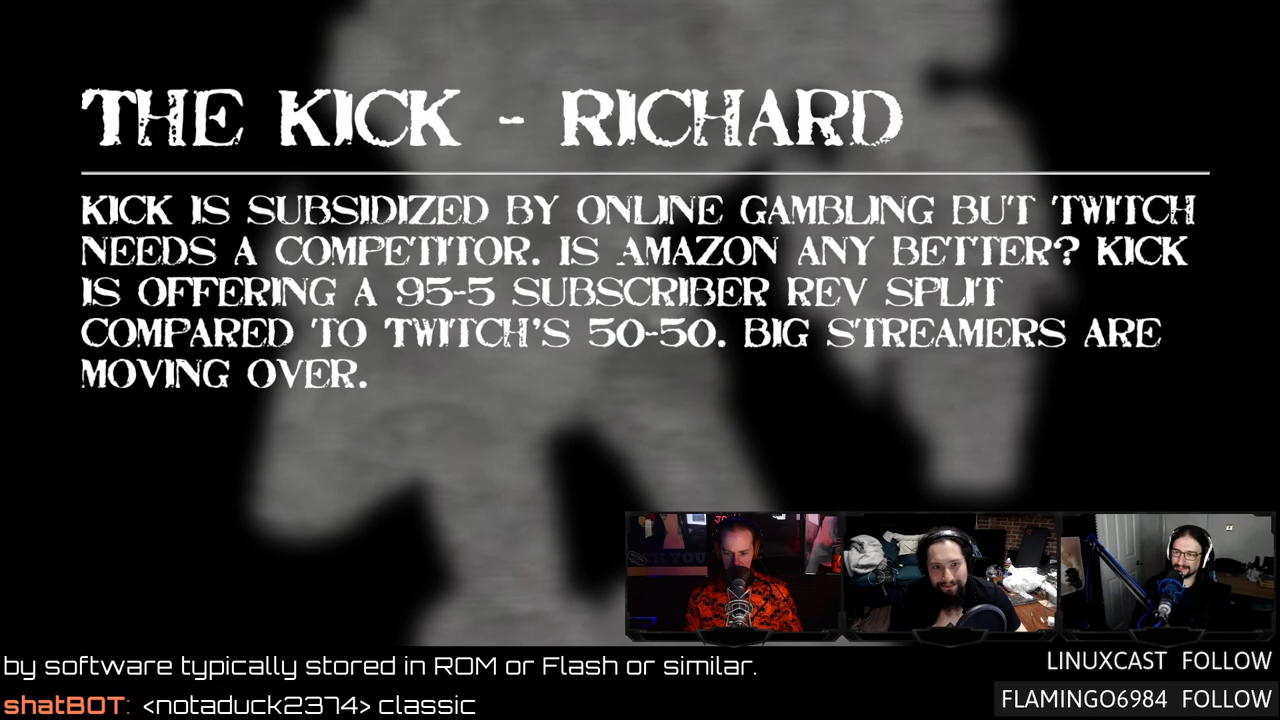 THE KICK - RICHARD
KICK IS SUBSIDIZED BY ONLINE GAMBLING BUT TWITCH
NEEDS A COMPETITOR. IS AMAZON ANY BETTER? KICK
IS OFFERING A 95-5 SUBSCRIBER REV SPLIT
COMPARED TO TWITCH'S 50-50. BIG STREAMERS ARE
MOVING OVER.
by software typically stored in ROM or Flash or similar.
LINUXCAST FOLLOW
shatBOT: <notaduck2374> classic
FLAMINGO6984 FOLLOW